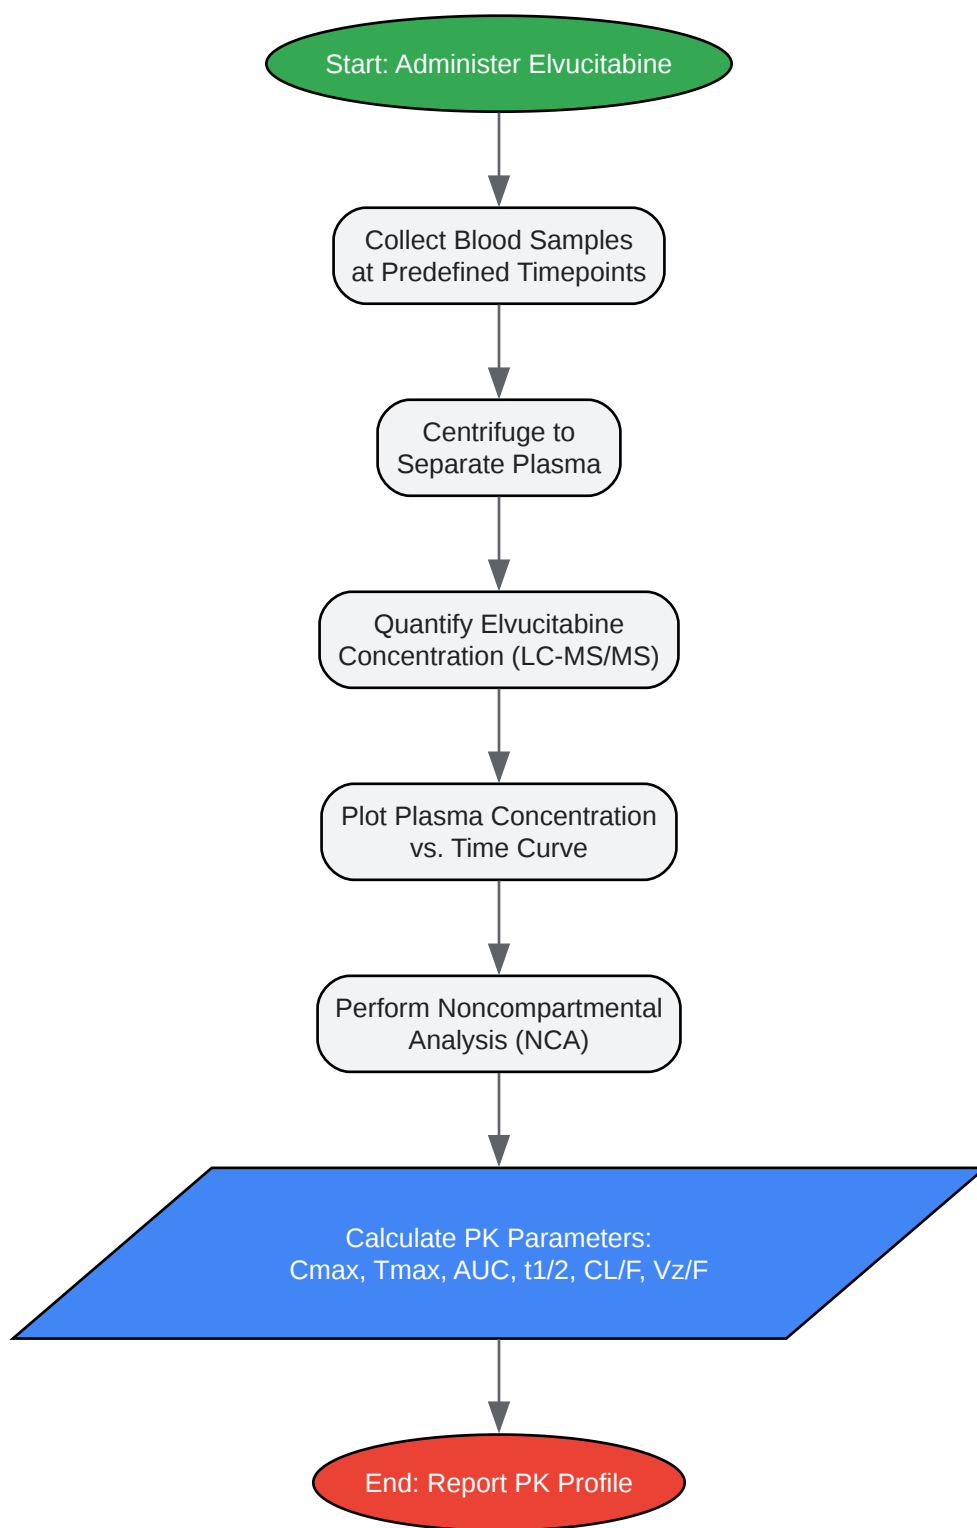 Start: Administer Elvucitabine
Collect Blood Samples
at Predefined Timepoints
Centrifuge to
Separate Plasma
Quantify Elvucitabine
Concentration (LC-MS/MS)
Plot Plasma Concentration
vs. Time Curve
Perform Noncompartmental
Analysis (NCA)
Calculate PK Parameters:
Cmax, Tmax, AUC, t1/2, CL/F, Vz/F
End: Report PK Profile